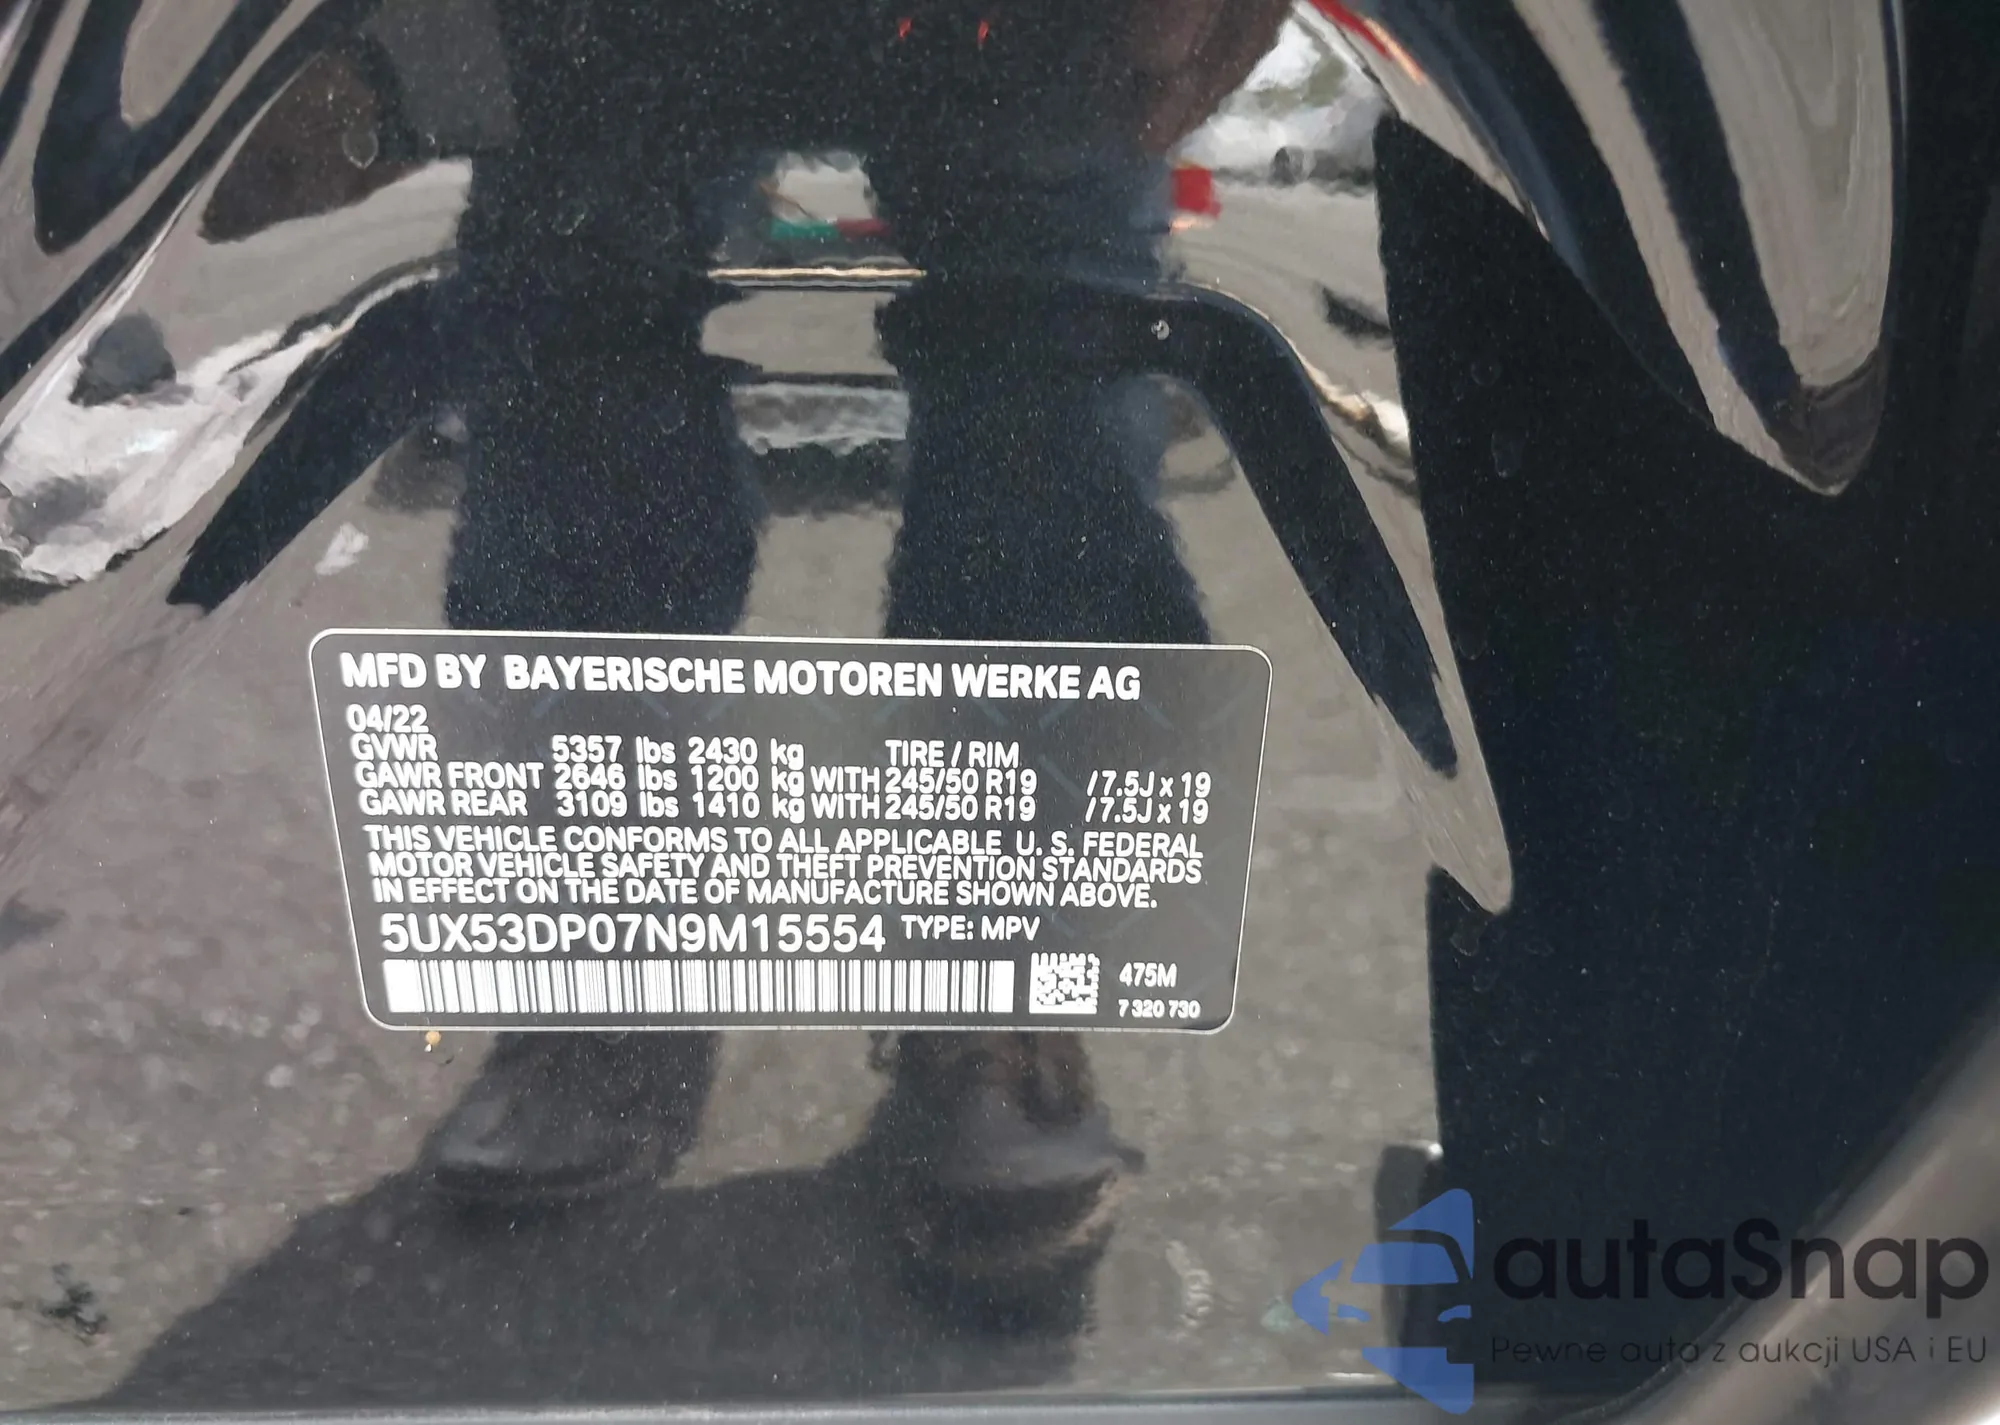 MFD BY BAYERISCHE MOTOREN WERKE AG
04/22
GVWR 5357 lbs 2430 kg TIRE / RIM
GAWR FRONT 2646 lbs 1200 kg WITH 245/50 R19 / 7.5J x 19
GAWR REAR 3109 lbs 1410 kg WITH 245/50 R19 / 7.5J x 19
THIS VEHICLE CONFORMS TO ALL APPLICABLE U. S. FEDERAL
MOTOR VEHICLE SAFETY AND THEFT PREVENTION STANDARDS
IN EFFECT ON THE DATE OF MANUFACTURE SHOWN ABOVE.
5UX53DP07N9M15554 TYPE: MPV
475M
7 320 730
autaSnap
Pewne auta z aukcji USA i EU